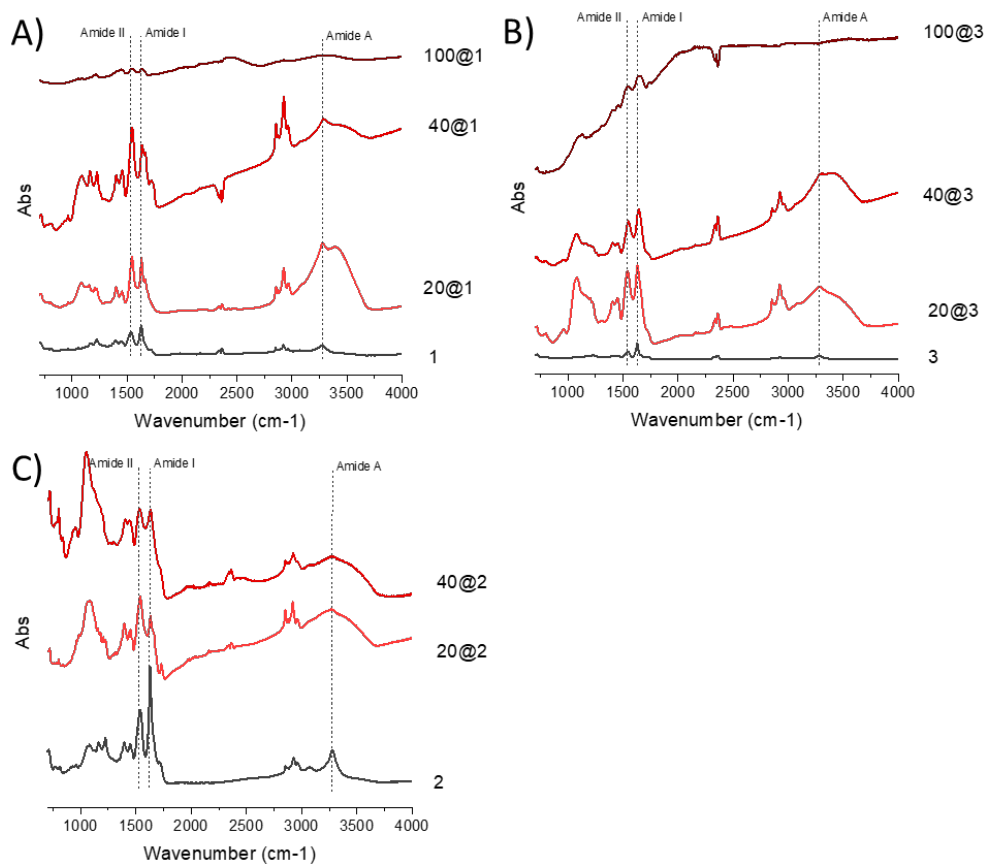 A)
Amide II
Amide I
Amide A
100@1
40@1
20@1
1
Abs
1000 1500 2000 2500 3000 3500 4000
Wavenumber (cm-1)
B)
Amide II
Amide I
Amide A
100@3
40@3
20@3
3
Abs
1000 1500 2000 2500 3000 3500 4000
Wavenumber (cm-1)
C)
Amide II
Amide I
Amide A
40@2
20@2
2
Abs
1000 1500 2000 2500 3000 3500 4000
Wavenumber (cm-1)